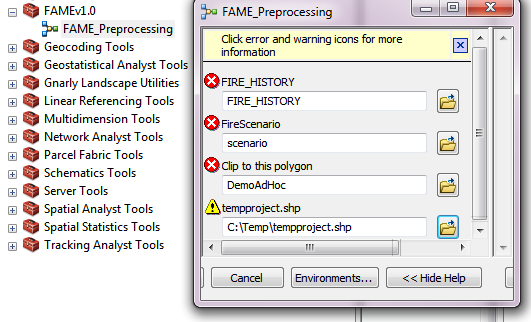 FAMEv1.0
FAME_Preprocessing
Geocoding Tools
Geostatistical Analyst Tools
Gnarly Landscape Utilities
Linear Referencing Tools
Multidimension Tools
Network Analyst Tools
Parcel Fabric Tools
Schematics Tools
Server Tools
Spatial Analyst Tools
Spatial Statistics Tools
Tracking Analyst Tools
FAME_Preprocessing
Click error and warning icons for more
information
FIRE_HISTORY
FIRE_HISTORY
FireScenario
scenario
Clip to this polygon
DemoAdHoc
tempproject.shp
C:\Temp\tempproject.shp
Cancel
Environments...
<< Hide Help